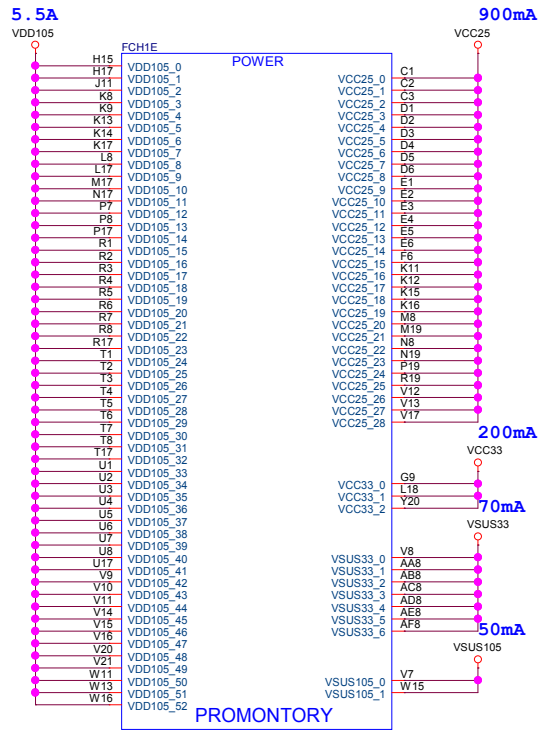 5.5A
VDD105
900mA
VCC25
FCH1E
POWER
H15 VDD105_0
H17 VDD105_1
J11 VDD105_2
K8 VDD105_3
K9 VDD105_4
K13 VDD105_5
K14 VDD105_6
K17 VDD105_7
L8 VDD105_8
L17 VDD105_9
M17 VDD105_10
N17 VDD105_11
P7 VDD105_12
P8 VDD105_13
P17 VDD105_14
R1 VDD105_15
R2 VDD105_16
R3 VDD105_17
R4 VDD105_18
R5 VDD105_19
R6 VDD105_20
R7 VDD105_21
R8 VDD105_22
R17 VDD105_23
T1 VDD105_24
T2 VDD105_25
T3 VDD105_26
T4 VDD105_27
T5 VDD105_28
T6 VDD105_29
T7 VDD105_30
T8 VDD105_31
T17 VDD105_32
U1 VDD105_33
U2 VDD105_34
U3 VDD105_35
U4 VDD105_36
U5 VDD105_37
U6 VDD105_38
U7 VDD105_39
U8 VDD105_40
U17 VDD105_41
V9 VDD105_42
V10 VDD105_43
V11 VDD105_44
V14 VDD105_45
V15 VDD105_46
V16 VDD105_47
V20 VDD105_48
V21 VDD105_49
W11 VDD105_50
W13 VDD105_51
W16 VDD105_52
VCC25_0 C1
VCC25_1 C2
VCC25_2 C3
VCC25_3 D1
VCC25_4 D2
VCC25_5 D3
VCC25_6 D4
VCC25_7 D5
VCC25_8 D6
VCC25_9 E1
VCC25_10 E2
VCC25_11 E3
VCC25_12 E4
VCC25_13 E5
VCC25_14 E6
VCC25_15 F6
VCC25_16 K11
VCC25_17 K12
VCC25_18 K15
VCC25_19 K16
VCC25_20 M8
VCC25_21 M19
VCC25_22 N8
VCC25_23 N19
VCC25_24 P19
VCC25_25 R19
VCC25_26 V12
VCC25_27 V13
VCC25_28 V17
200mA
VCC33
VCC33_0 G9
VCC33_1 L18
VCC33_2 Y20
70mA
VSUS33
VSUS33_0 V8
VSUS33_1 AA8
VSUS33_2 AB8
VSUS33_3 AC8
VSUS33_4 AD8
VSUS33_5 AE8
VSUS33_6 AF8
50mA
VSUS105
VSUS105_0 V7
VSUS105_1 W15
PROMONTORY